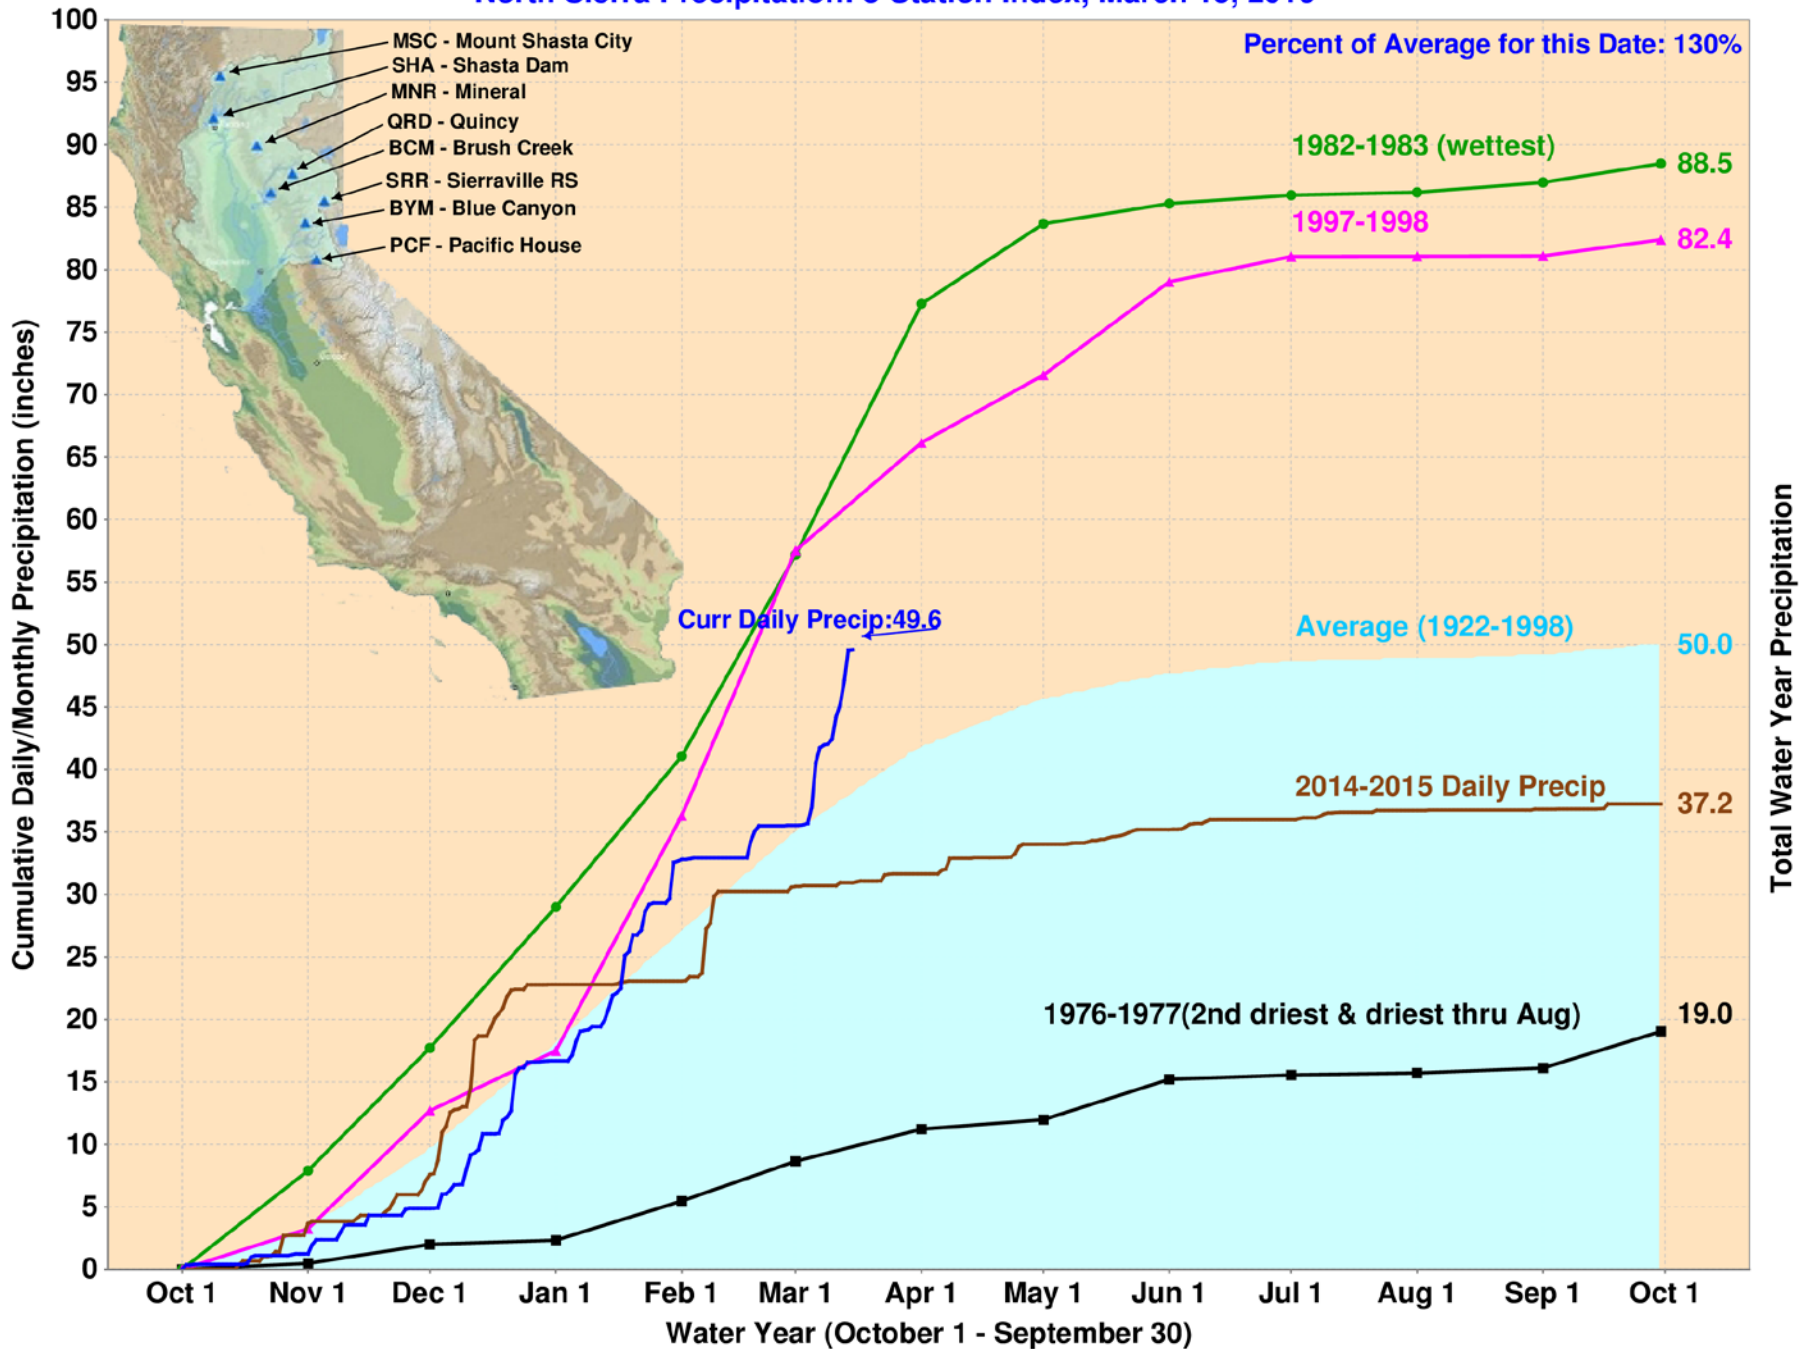 Percent of Average for this Date: 130%
100
95
90
85
80
75
70
65
60
55
50
45
40
35
30
25
20
15
10
5
0
Cumulative Daily/Monthly Precipitation (inches)
MSC - Mount Shasta City
SHA - Shasta Dam
MNR - Mineral
QRD - Quincy
BCM - Brush Creek
SRR - Sierraville RS
BYM - Blue Canyon
PCF - Pacific House
1982-1983 (wettest)
88.5
1997-1998
82.4
Curr Daily Precip:49.6
Average (1922-1998)
50.0
2014-2015 Daily Precip
37.2
1976-1977(2nd driest & driest thru Aug)
19.0
Total Water Year Precipitation
Oct 1 Nov 1 Dec 1 Jan 1 Feb 1 Mar 1 Apr 1 May 1 Jun 1 Jul 1 Aug 1 Sep 1 Oct 1
Water Year (October 1 - September 30)